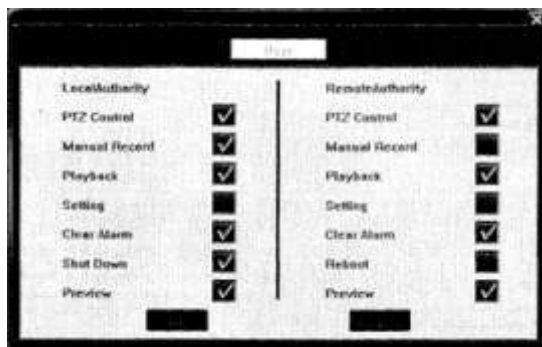 User
LocalAuthority
PTZ Control
Manual Record
Playback
Setting
Clear Alarm
Shut Down
Preview
RemoteAuthority
PTZ Control
Manual Record
Playback
Setting
Clear Alarm
Reboot
Preview